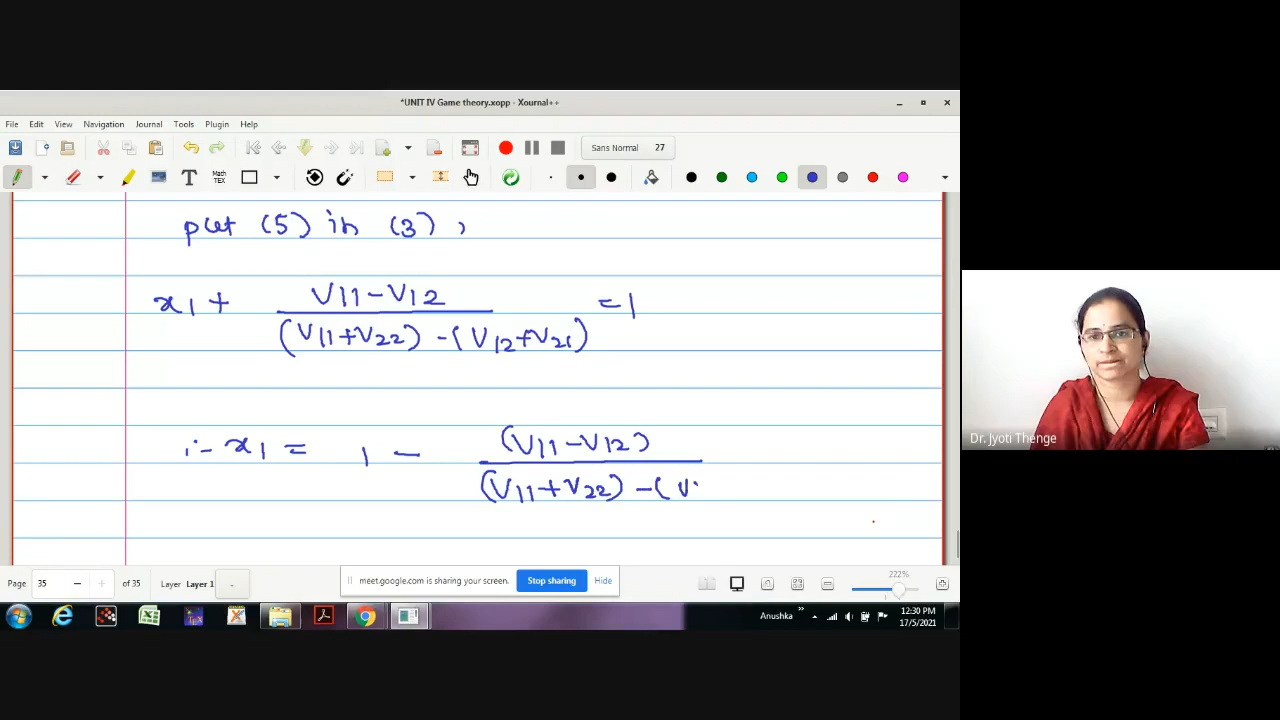 *UNIT IV Game theory.xopp - Xournal++
File Edit View Navigation Journal Tools Plugin Help
Sans Normal 27
T Math TEX
put (5) in (3) ,
x1 + V11-V12 / (V11+V22) -(V12+V21) =1
∴ x1 = 1 - (V11-V12) / (V11+V22) -(V
Dr. Jyoti Thenge
Page 35 of 35 Layer Layer 1
meet.google.com is sharing your screen. Stop sharing Hide
222%
Anushka
12:30 PM
17/5/2021